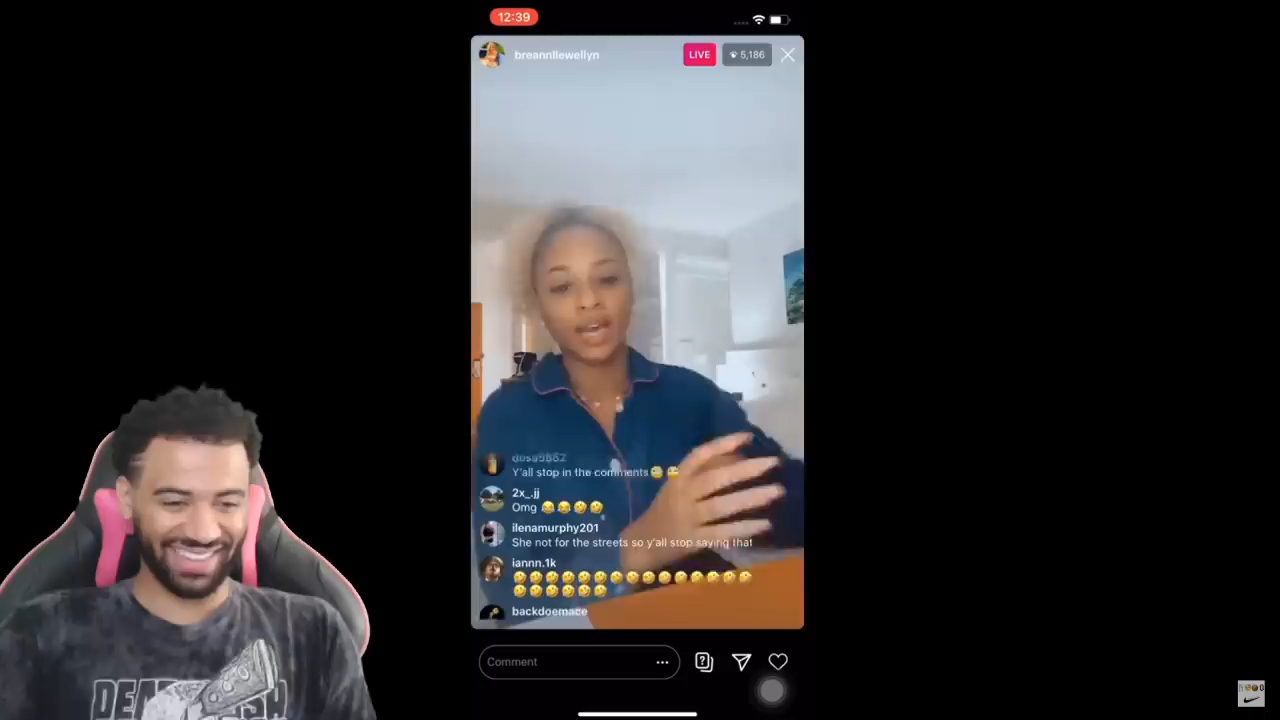 12:39
breannllewellyn
LIVE
5,186
Y'all stop in the comments
2x_.jj
Omg 😂😂🤣🤣
ilenamurphy201
She not for the streets so y'all stop saying that
iannn.1k
🤣🤣🤣🤣🤣🤣🤣🤣🤣🤣🤣🤣🤣🤣🤣
🤣🤣🤣🤣🤣🤣
backdoemace
Comment